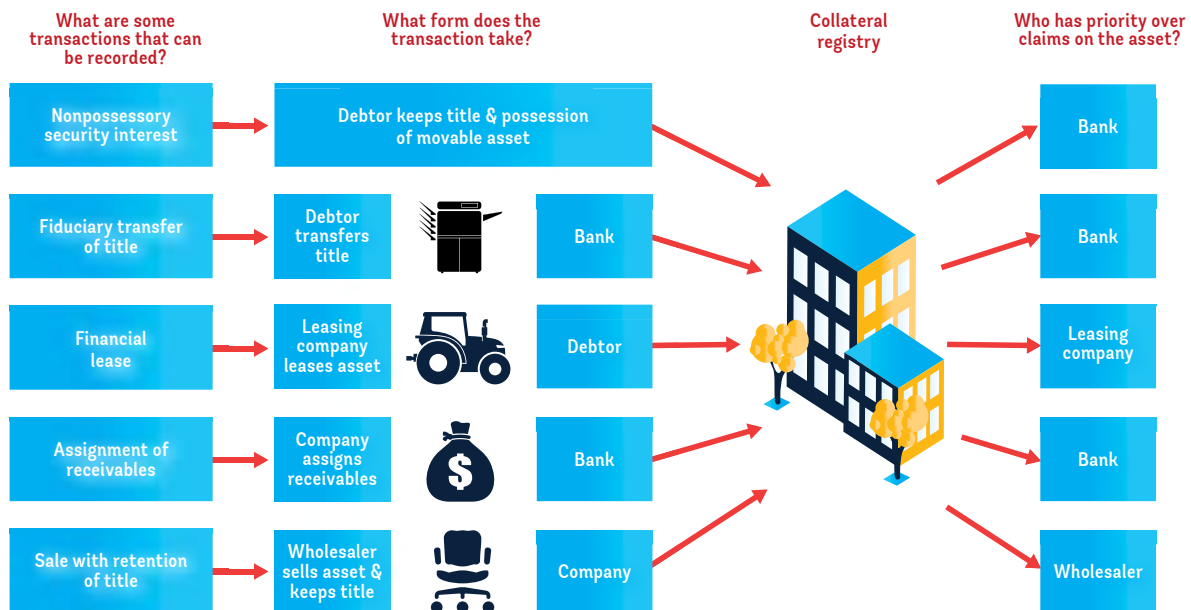 What are some
transactions that can
be recorded?
What form does the
transaction take?
Collateral
registry
Who has priority over
claims on the asset?
Nonpossessory
security interest
Debtor keeps title & possession
of movable asset
Bank
Fiduciary transfer
of title
Debtor
transfers
title
Bank
Bank
Financial
lease
Leasing
company
leases asset
Debtor
Leasing
company
Assignment of
receivables
Company
assigns
receivables
$
Bank
Bank
Sale with retention
of title
Wholesaler
sells asset &
keeps title
Company
Wholesaler